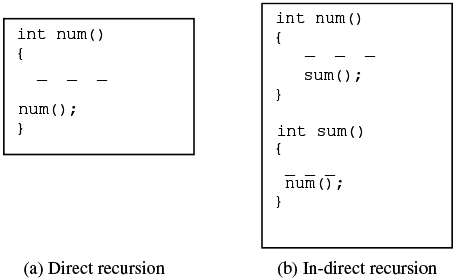 int num()
{
_ _ _
num();
}
int num()
{
_ _ _
sum();
}
int sum()
{
_ _ _
num();
}
(a) Direct recursion
(b) In-direct recursion